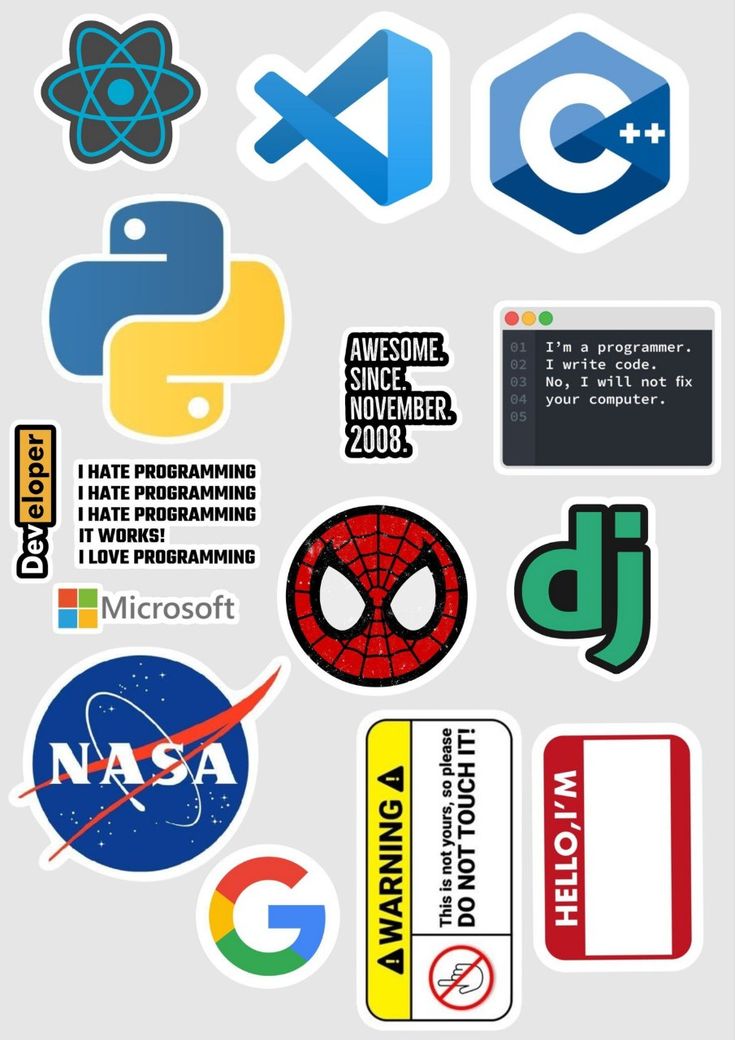 ++
AWESOME.
SINCE.
NOVEMBER.
2008.
01 I'm a programmer.
02 I write code.
03 No, I will not fix
04 your computer.
05
Developer
I HATE PROGRAMMING
I HATE PROGRAMMING
I HATE PROGRAMMING
IT WORKS!
I LOVE PROGRAMMING
Microsoft
dj
NASA
G
WARNING
This is not yours, so please
DO NOT TOUCH IT!
HELLO, I'M